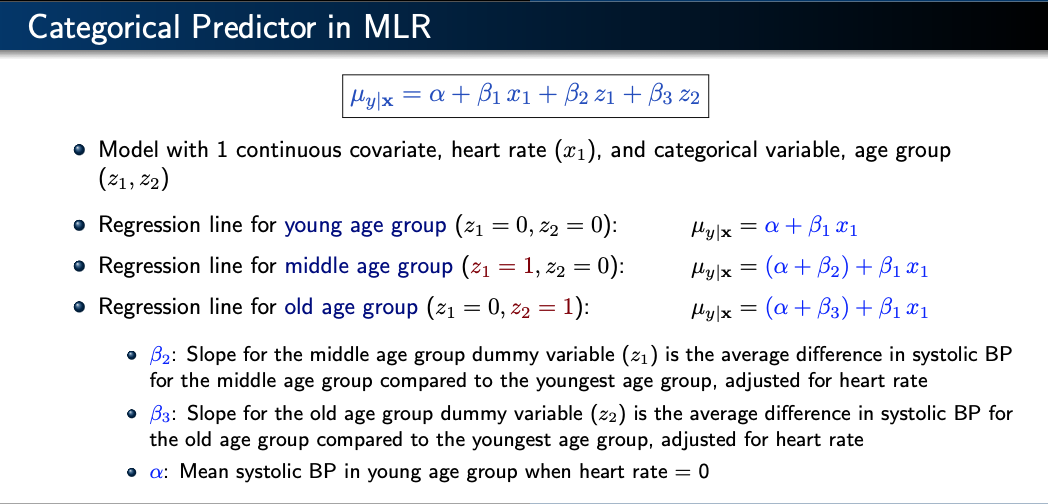 Categorical Predictor in MLR
μy|x = α + β1 x1 + β2 z1 + β3 z2
Model with 1 continuous covariate, heart rate (x1), and categorical variable, age group
(z1, z2)
Regression line for young age group (z1 = 0, z2 = 0): μy|x = α + β1 x1
Regression line for middle age group (z1 = 1, z2 = 0): μy|x = (α + β2) + β1 x1
Regression line for old age group (z1 = 0, z2 = 1): μy|x = (α + β3) + β1 x1
β2: Slope for the middle age group dummy variable (z1) is the average difference in systolic BP
for the middle age group compared to the youngest age group, adjusted for heart rate
β3: Slope for the old age group dummy variable (z2) is the average difference in systolic BP for
the old age group compared to the youngest age group, adjusted for heart rate
α: Mean systolic BP in young age group when heart rate = 0